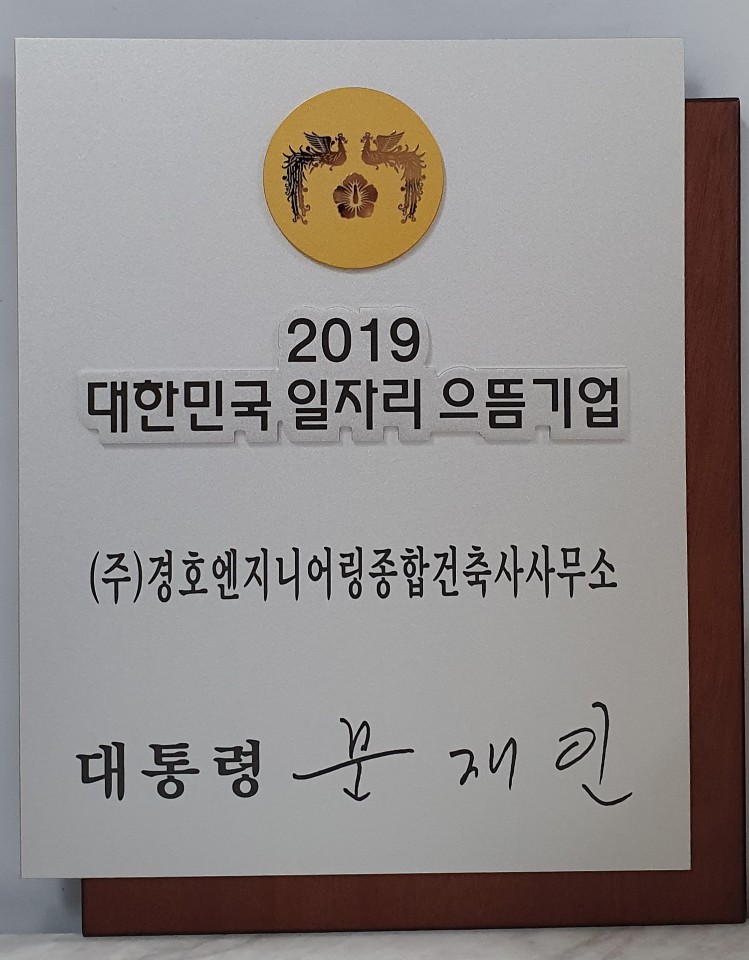 2019
대한민국 일자리 으뜸기업
(주)경호엔지니어링종합건축사사무소
대통령 문 재 인